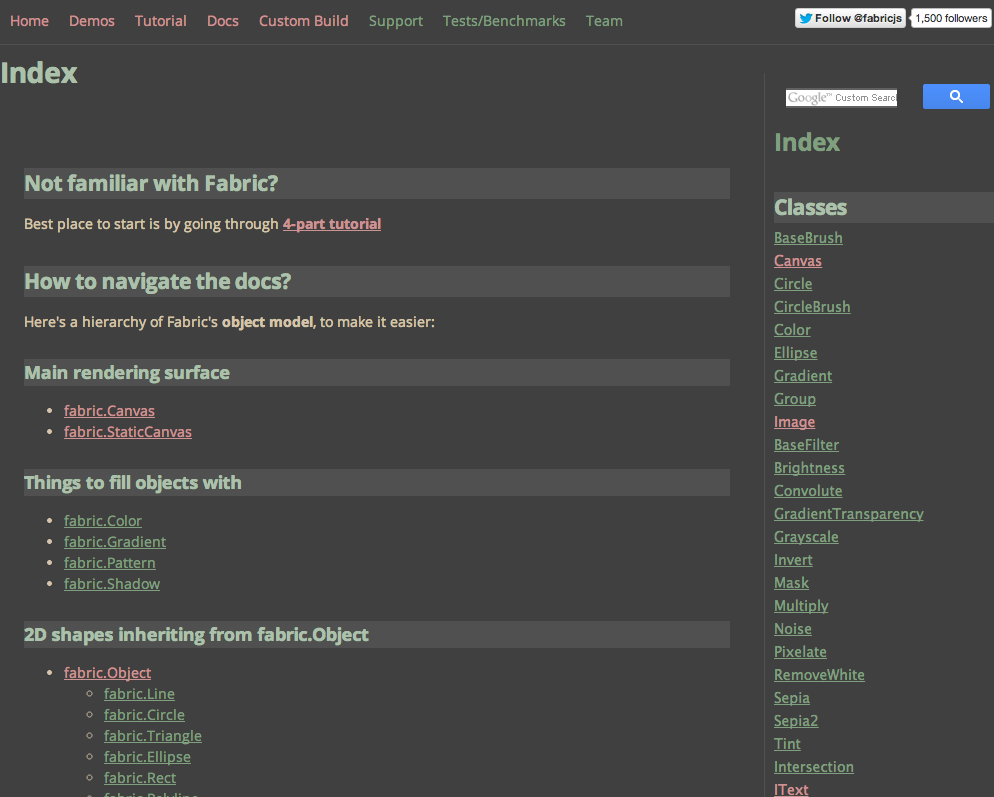 Home Demos Tutorial Docs Custom Build Support Tests/Benchmarks Team
Follow @fabricjs 1,500 followers
Index
Not familiar with Fabric?
Best place to start is by going through 4-part tutorial
How to navigate the docs?
Here's a hierarchy of Fabric's object model, to make it easier:
Main rendering surface
fabric.Canvas
fabric.StaticCanvas
Things to fill objects with
fabric.Color
fabric.Gradient
fabric.Pattern
fabric.Shadow
2D shapes inheriting from fabric.Object
fabric.Object
fabric.Line
fabric.Circle
fabric.Triangle
fabric.Ellipse
fabric.Rect
fabric.Polyline
Google™ Custom Searc
Index
Classes
BaseBrush
Canvas
Circle
CircleBrush
Color
Ellipse
Gradient
Group
Image
BaseFilter
Brightness
Convolute
GradientTransparency
Grayscale
Invert
Mask
Multiply
Noise
Pixelate
RemoveWhite
Sepia
Sepia2
Tint
Intersection
IText